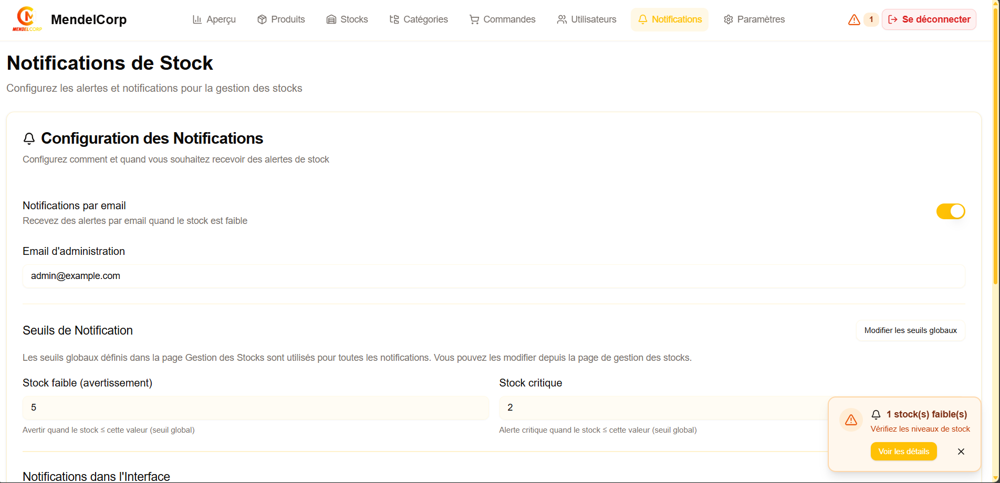 MENDELCORP
MendelCorp
Aperçu
Produits
Stocks
Catégories
Commandes
Utilisateurs
Notifications
Paramètres
1
Se déconnecter
Notifications de Stock
Configurez les alertes et notifications pour la gestion des stocks
Configuration des Notifications
Configurez comment et quand vous souhaitez recevoir des alertes de stock
Notifications par email
Recevez des alertes par email quand le stock est faible
Email d'administration
admin@example.com
Seuils de Notification
Modifier les seuils globaux
Les seuils globaux définis dans la page Gestion des Stocks sont utilisés pour toutes les notifications. Vous pouvez les modifier depuis la page de gestion des stocks.
Stock faible (avertissement)
5
Avertir quand le stock ≤ cette valeur (seuil global)
Stock critique
2
Alerte critique quand le stock ≤ cette valeur (seuil global)
Notifications dans l'Interface
1 stock(s) faible(s)
Vérifiez les niveaux de stock
Voir les détails